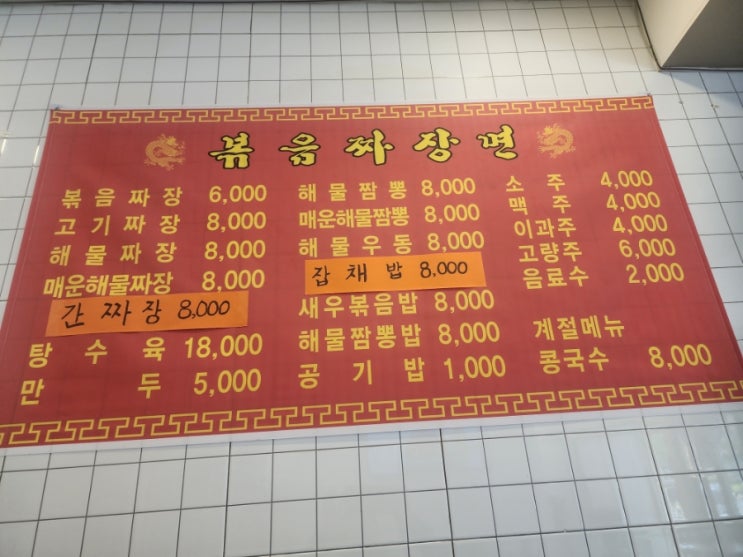 볶음짜장면
볶음짜장 6,000
고기짜장 8,000
해물짜장 8,000
매운해물짜장 8,000
간짜장 8,000
탕수육 18,000
만두 5,000
해물짬뽕 8,000
매운해물짬뽕 8,000
해물우동 8,000
잡채밥 8,000
새우볶음밥 8,000
해물짬뽕밥 8,000
공기밥 1,000
소주 4,000
맥주 4,000
이과주 4,000
고량주 6,000
음료수 2,000
계절메뉴
콩국수 8,000